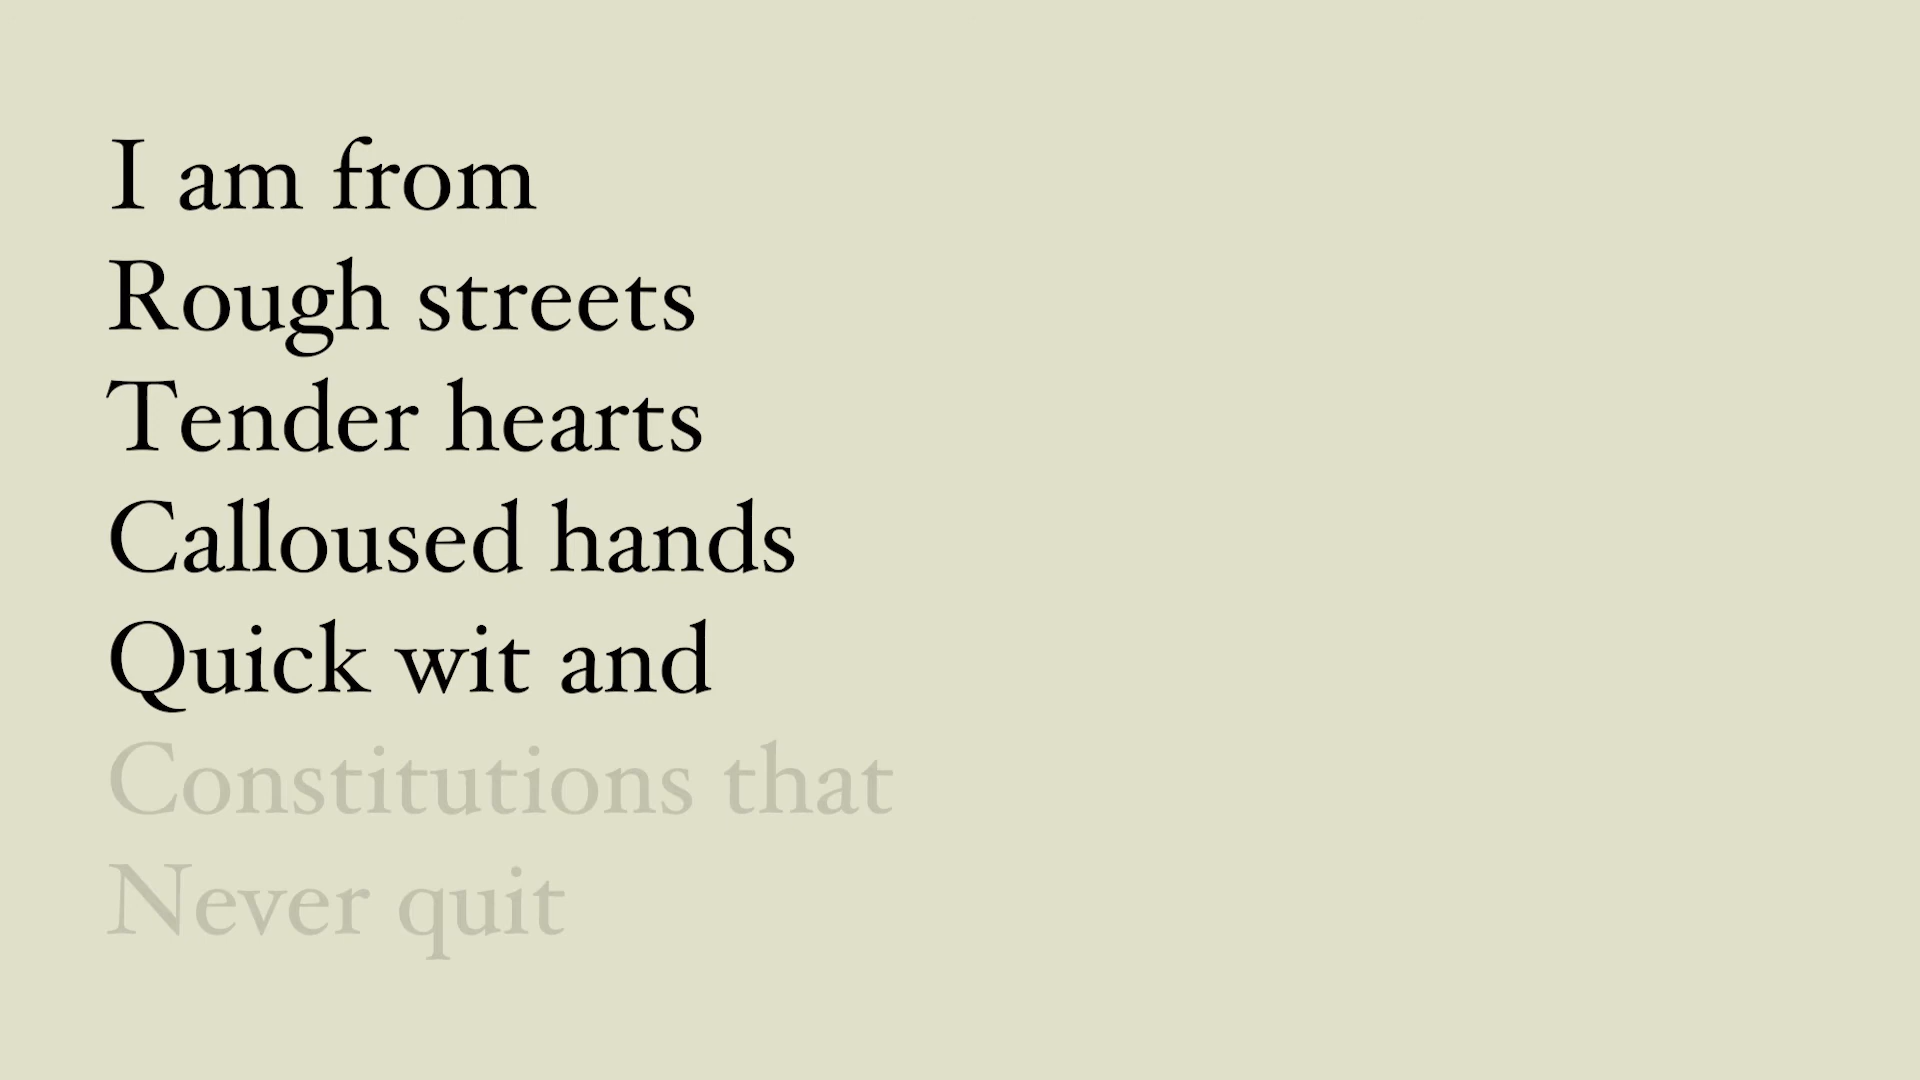 I am from
Rough streets
Tender hearts
Calloused hands
Quick wit and
Constitutions that
Never quit